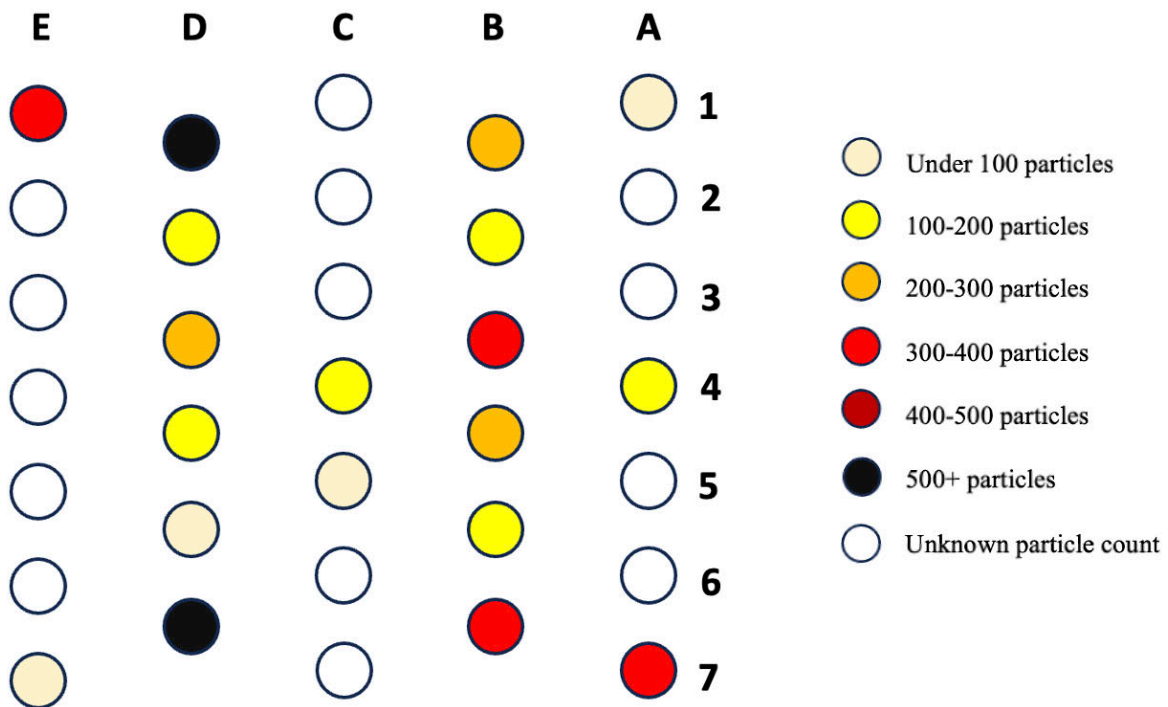 E D C B A
1
2
3
4
5
6
7
Under 100 particles
100-200 particles
200-300 particles
300-400 particles
400-500 particles
500+ particles
Unknown particle count